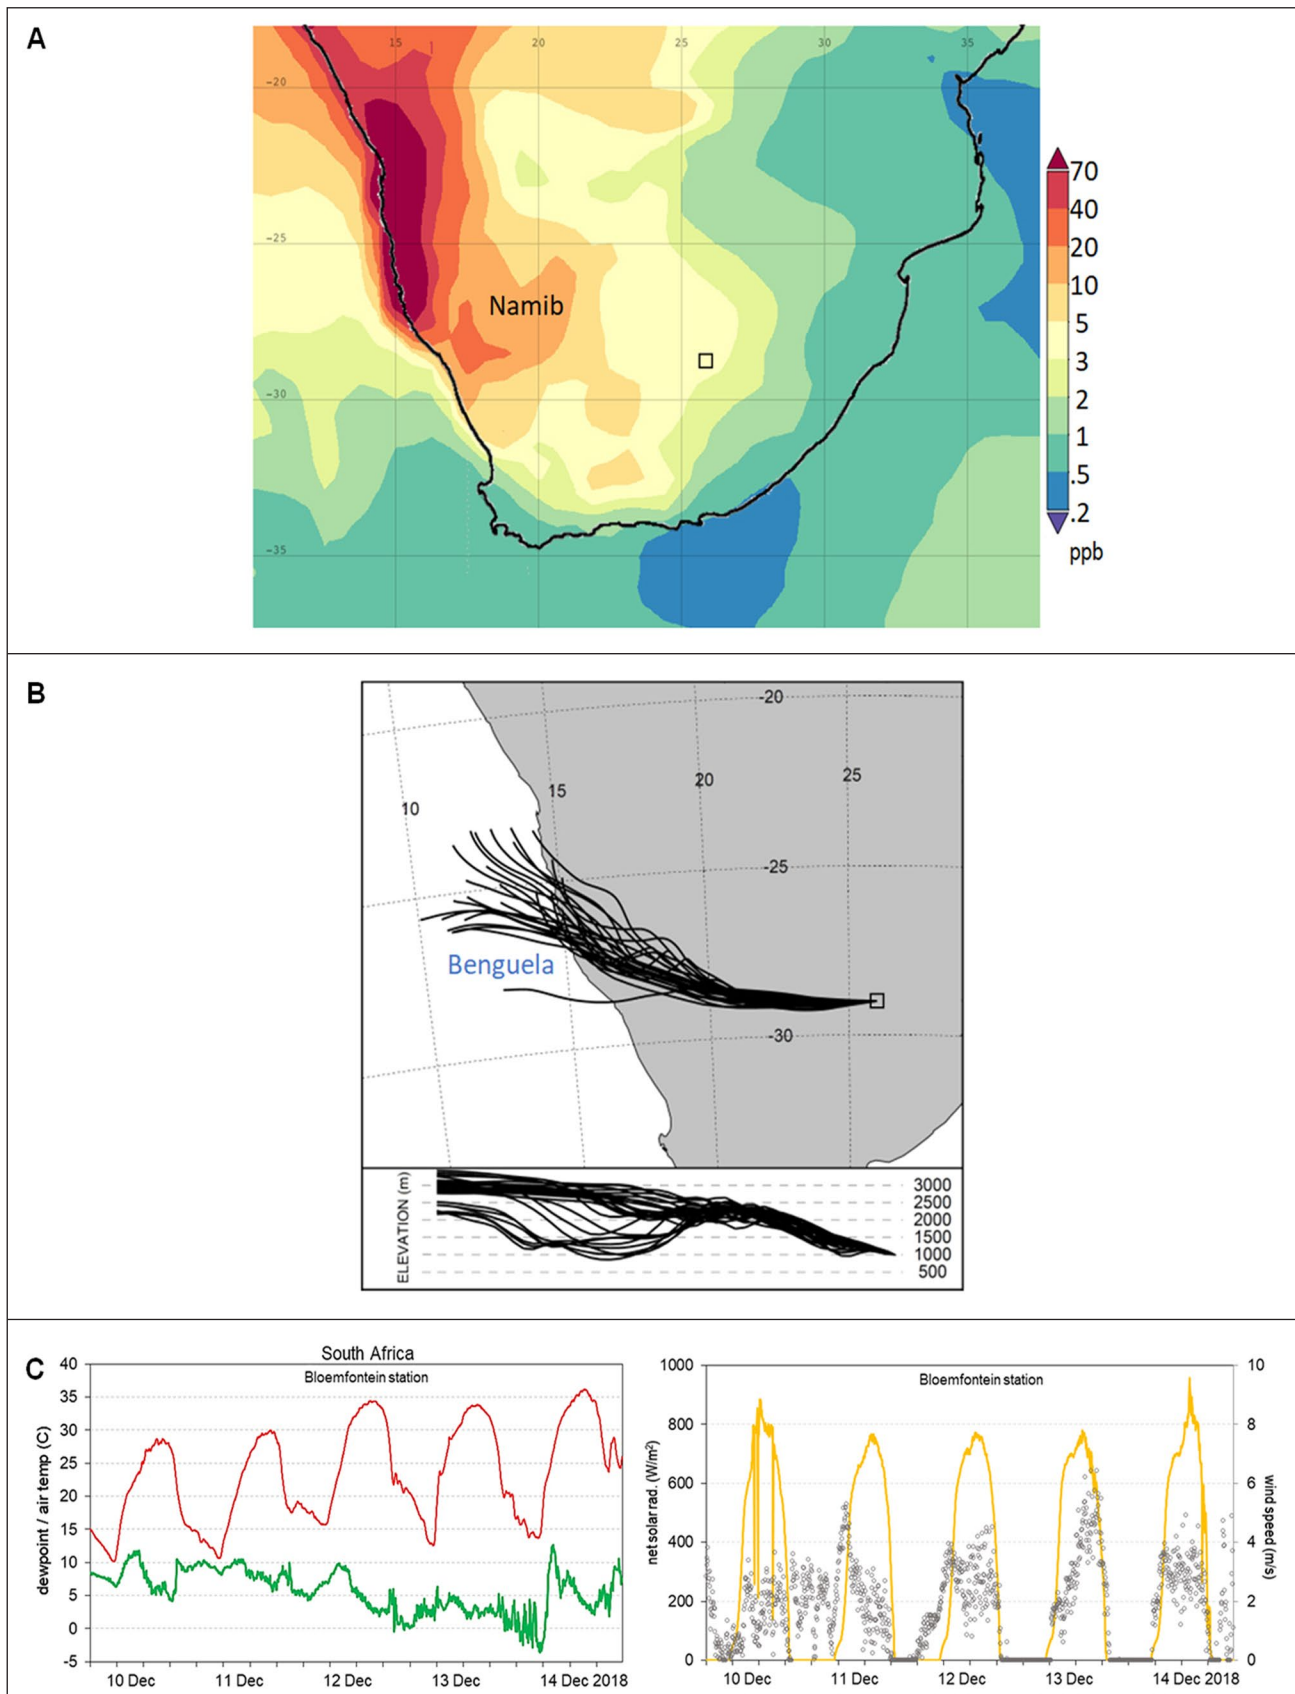 A
15 20 25 30 35
-20
-25
-30
-35
Namib
70
40
20
10
5
3
2
1
.5
.2
ppb
B
-20
10 15 20 25
-25
Benguela
-30
ELEVATION (m)
3000
2500
2000
1500
1000
500
C
South Africa
Bloemfontein station
dewpoint / air temp (C)
40
35
30
25
20
15
10
5
0
-5
10 Dec 11 Dec 12 Dec 13 Dec 14 Dec 2018
Bloemfontein station
net solar rad. (W/m²)
1000
800
600
400
200
0
10
8
6
4
2
0
wind speed (m/s)
10 Dec 11 Dec 12 Dec 13 Dec 14 Dec 2018